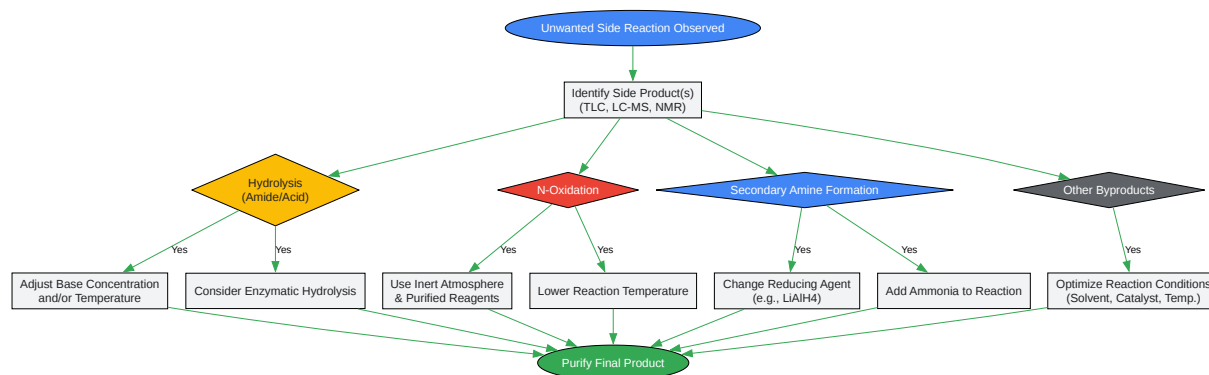 Unwanted Side Reaction Observed
Identify Side Product(s)
(TLC, LC-MS, NMR)
Hydrolysis
(Amide/Acid)
N-Oxidation
Secondary Amine Formation
Other Byproducts
Yes
Yes
Yes
Yes
Yes
Yes
Yes
Adjust Base Concentration
and/or Temperature
Consider Enzymatic Hydrolysis
Use Inert Atmosphere
& Purified Reagents
Lower Reaction Temperature
Change Reducing Agent
(e.g., LiAlH4)
Add Ammonia to Reaction
Optimize Reaction Conditions
(Solvent, Catalyst, Temp.)
Purify Final Product